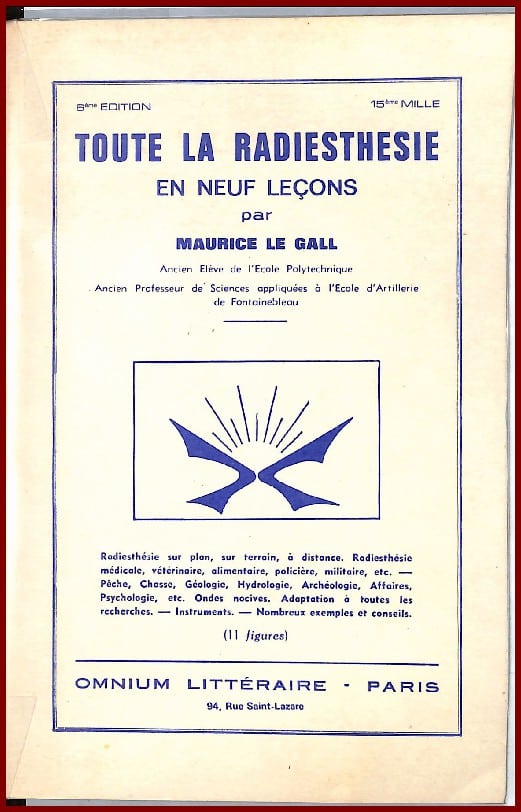 6ème EDITION
15ème MILLE
TOUTE LA RADIESTHESIE
EN NEUF LEÇONS
par
MAURICE LE GALL
Ancien Elève de l'Ecole Polytechnique
Ancien Professeur de Sciences appliquées à l'Ecole d'Artillerie
de Fontainebleau
Radiesthésie sur plan, sur terrain, à distance. Radiesthésie
médicale, vétérinaire, alimentaire, policière, militaire, etc. —
Pêche, Chasse, Géologie, Hydrologie, Archéologie, Affaires,
Psychologie, etc. Ondes nocives. Adaptation à toutes les
recherches. — Instruments. — Nombreux exemples et conseils.
(11 figures)
OMNIUM LITTÉRAIRE - PARIS
94, Rue Saint-Lazare